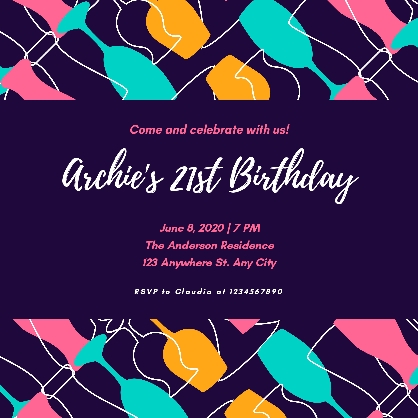 Come and celebrate with us!
Archie's 21st Birthday
June 8, 2020 | 7 PM
The Anderson Residence
123 Anywhere St. Any City
RSVP to Claudia at 1234567890